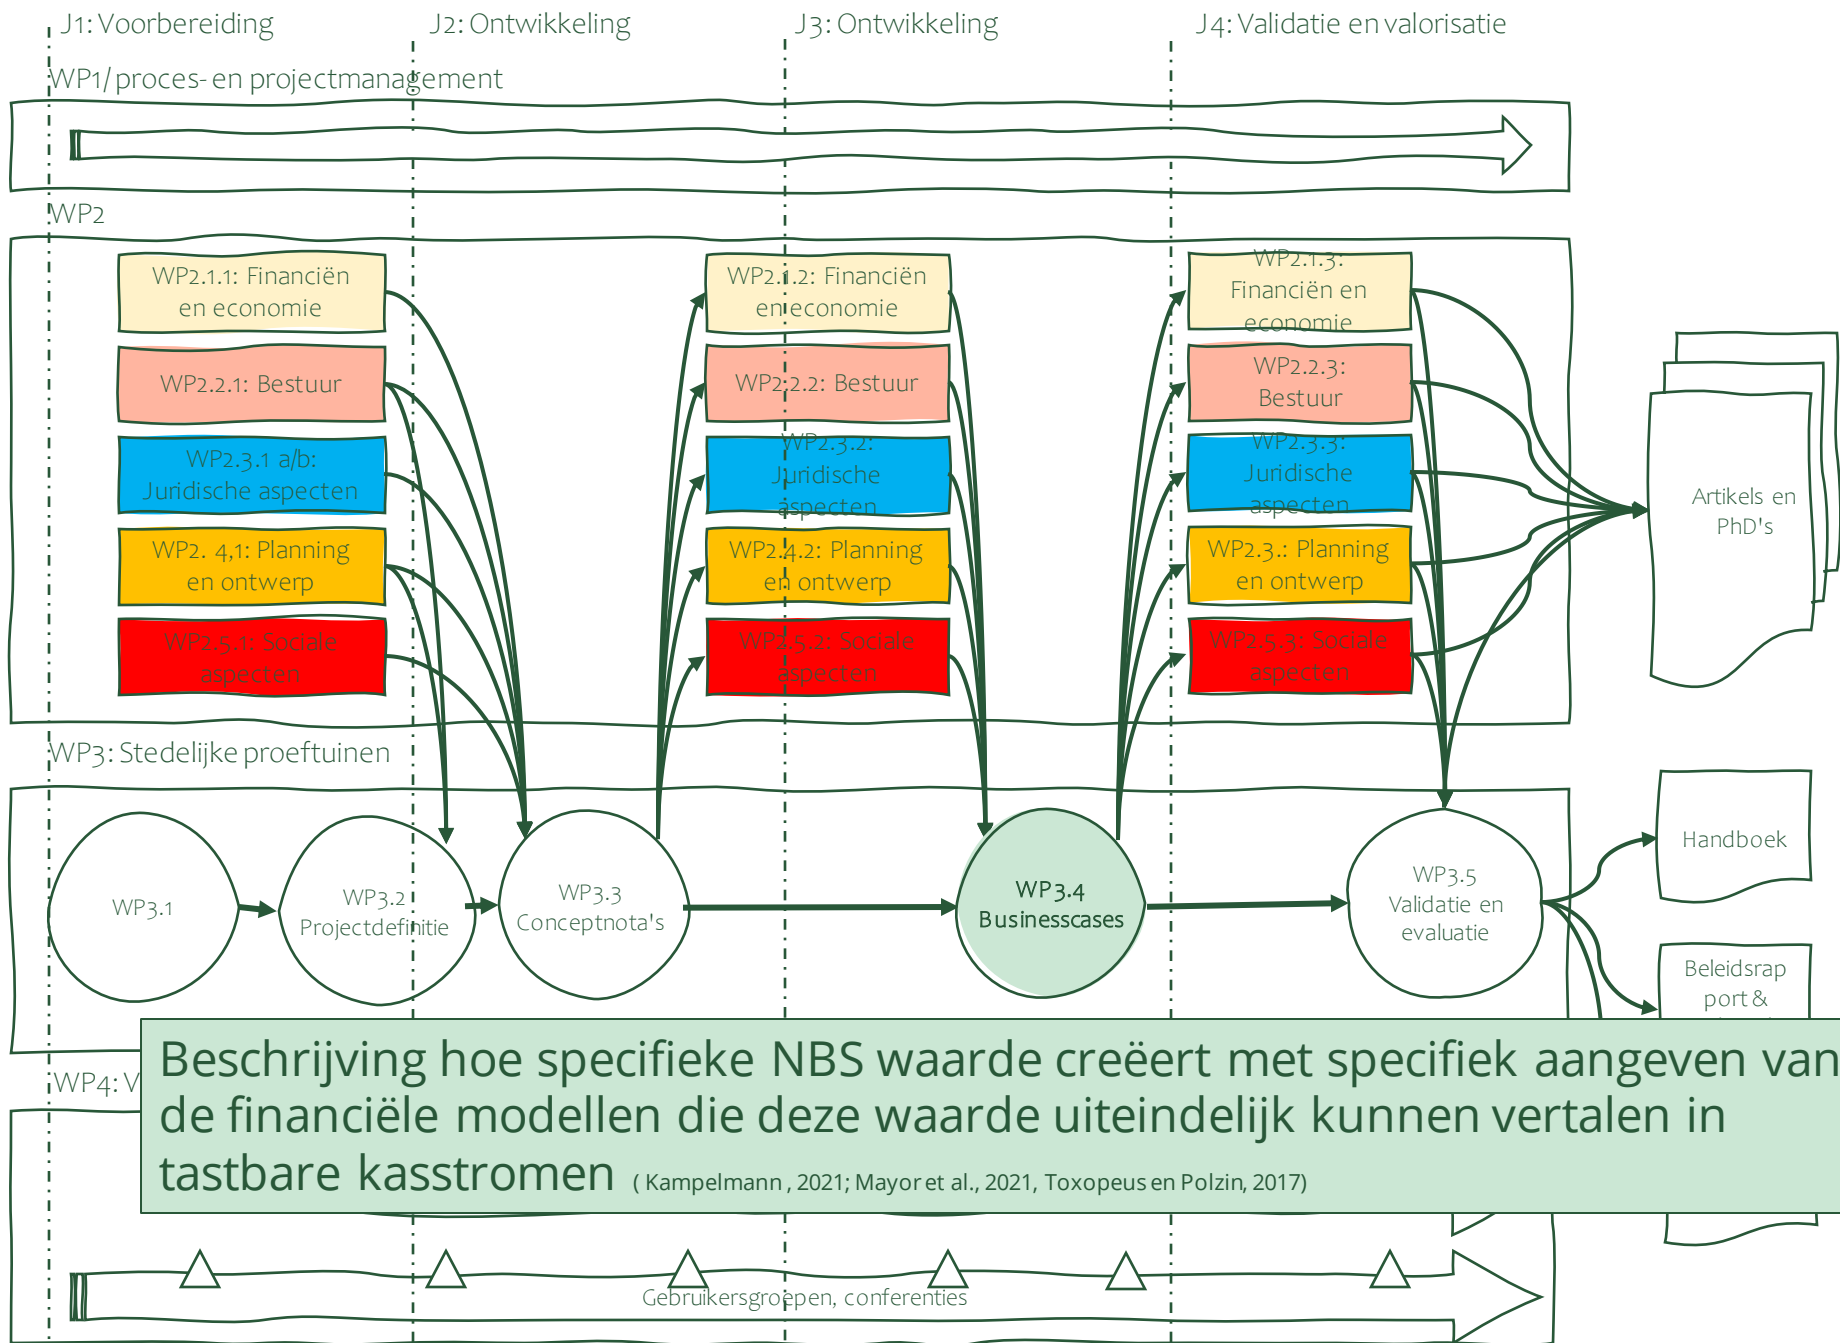 J1: Voorbereiding
J2: Ontwikkeling
J3: Ontwikkeling
J4: Validatie en valorisatie
WP1/ proces- en projectmanagement
WP2
WP2.1.1: Financiën
en economie
WP2.1.2: Financiën
en economie
WP2.1.3:
Financiën en
economie
WP2.2.1: Bestuur
WP2.2.2: Bestuur
WP2.2.3:
Bestuur
WP2.3.1 a/b:
Juridische aspecten
WP2.3.2:
Juridische
aspecten
WP2.3.3:
Juridische
aspecten
WP2. 4,1: Planning
en ontwerp
WP2.4.2: Planning
en ontwerp
WP2.3.: Planning
en ontwerp
WP2.5.1: Sociale
aspecten
WP2.5.2: Sociale
aspecten
WP2.5.3: Sociale
aspecten
Artikels en
PhD's
WP3: Stedelijke proeftuinen
WP3.1
WP3.2
Projectdefinitie
WP3.3
Conceptnota's
WP3.4
Businesscases
WP3.5
Validatie en
evaluatie
Handboek
Beleidsrap
port &
WP4: V
Beschrijving hoe specifieke NBS waarde creëert met specifiek aangeven van
de financiële modellen die deze waarde uiteindelijk kunnen vertalen in
tastbare kasstromen ( Kampelmann , 2021; Mayor et al., 2021, Toxopeus en Polzin, 2017)
Gebruikersgroepen, conferenties